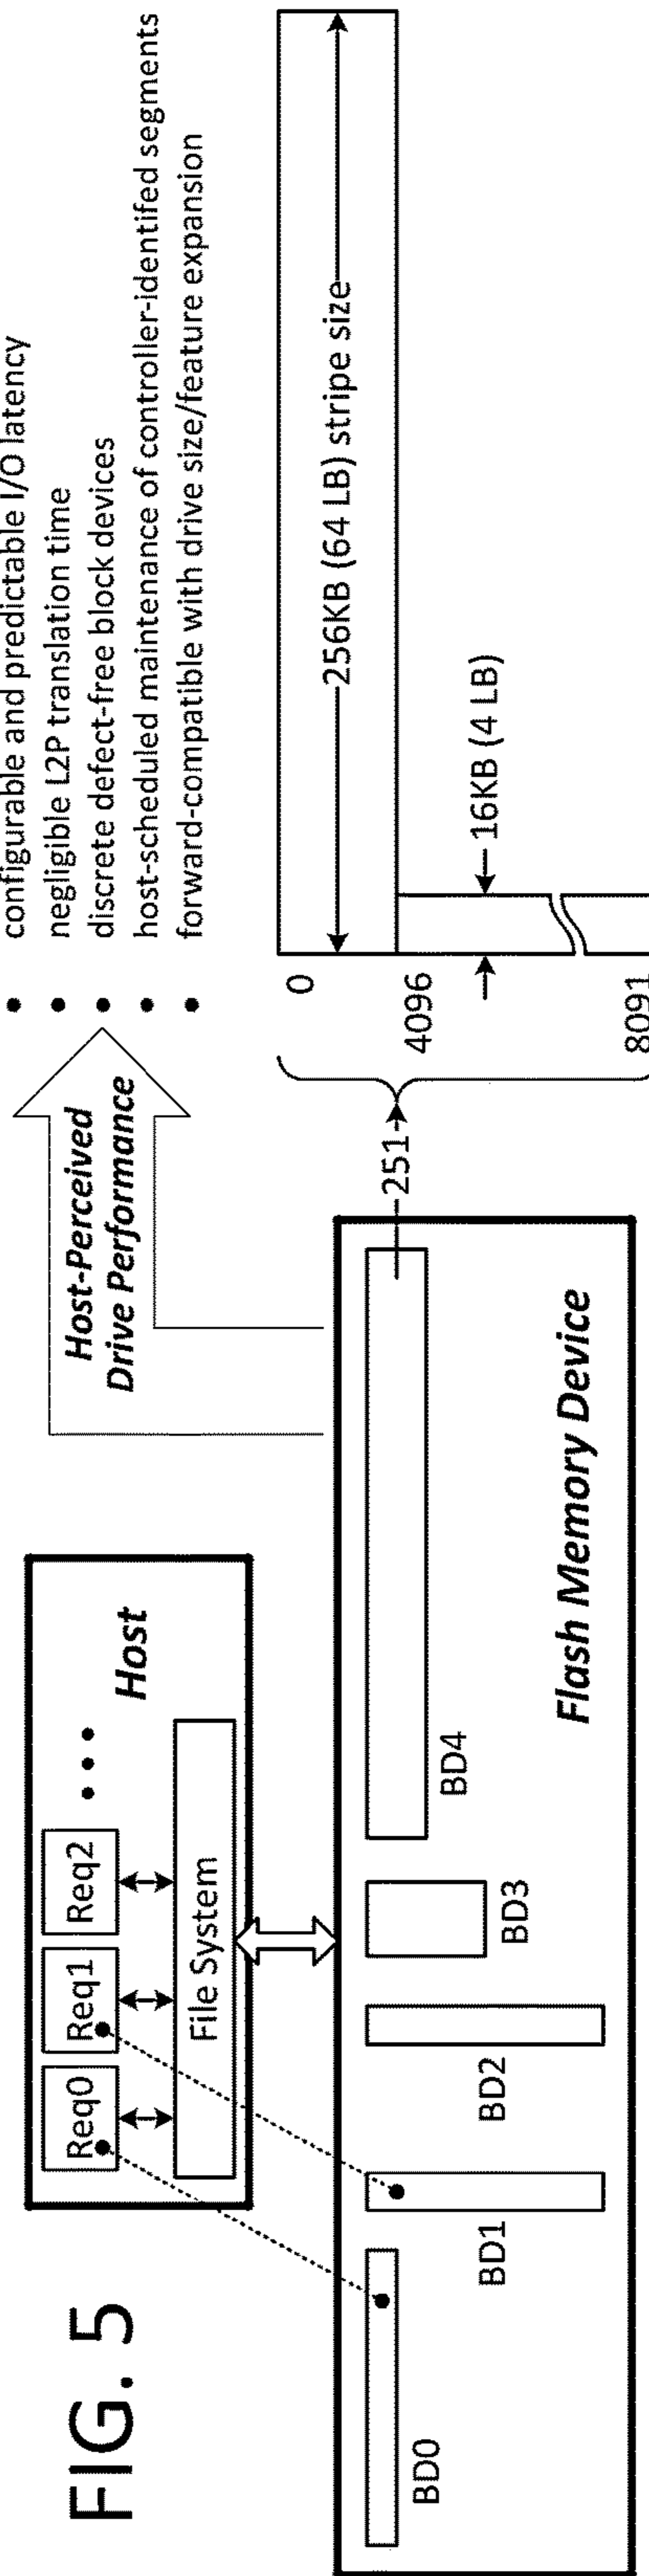 FIG. 5
Host
Req0
Req1
Req2
File System
Host-Perceived
Drive Performance
configurable and predictable I/O latency
negligible L2P translation time
discrete defect-free block devices
host-scheduled maintenance of controller-identifed segments
forward-compatible with drive size/feature expansion
BD0
BD1
BD2
BD3
BD4
Flash Memory Device
251
0
4096
8091
256KB (64 LB) stripe size
16KB (4 LB)